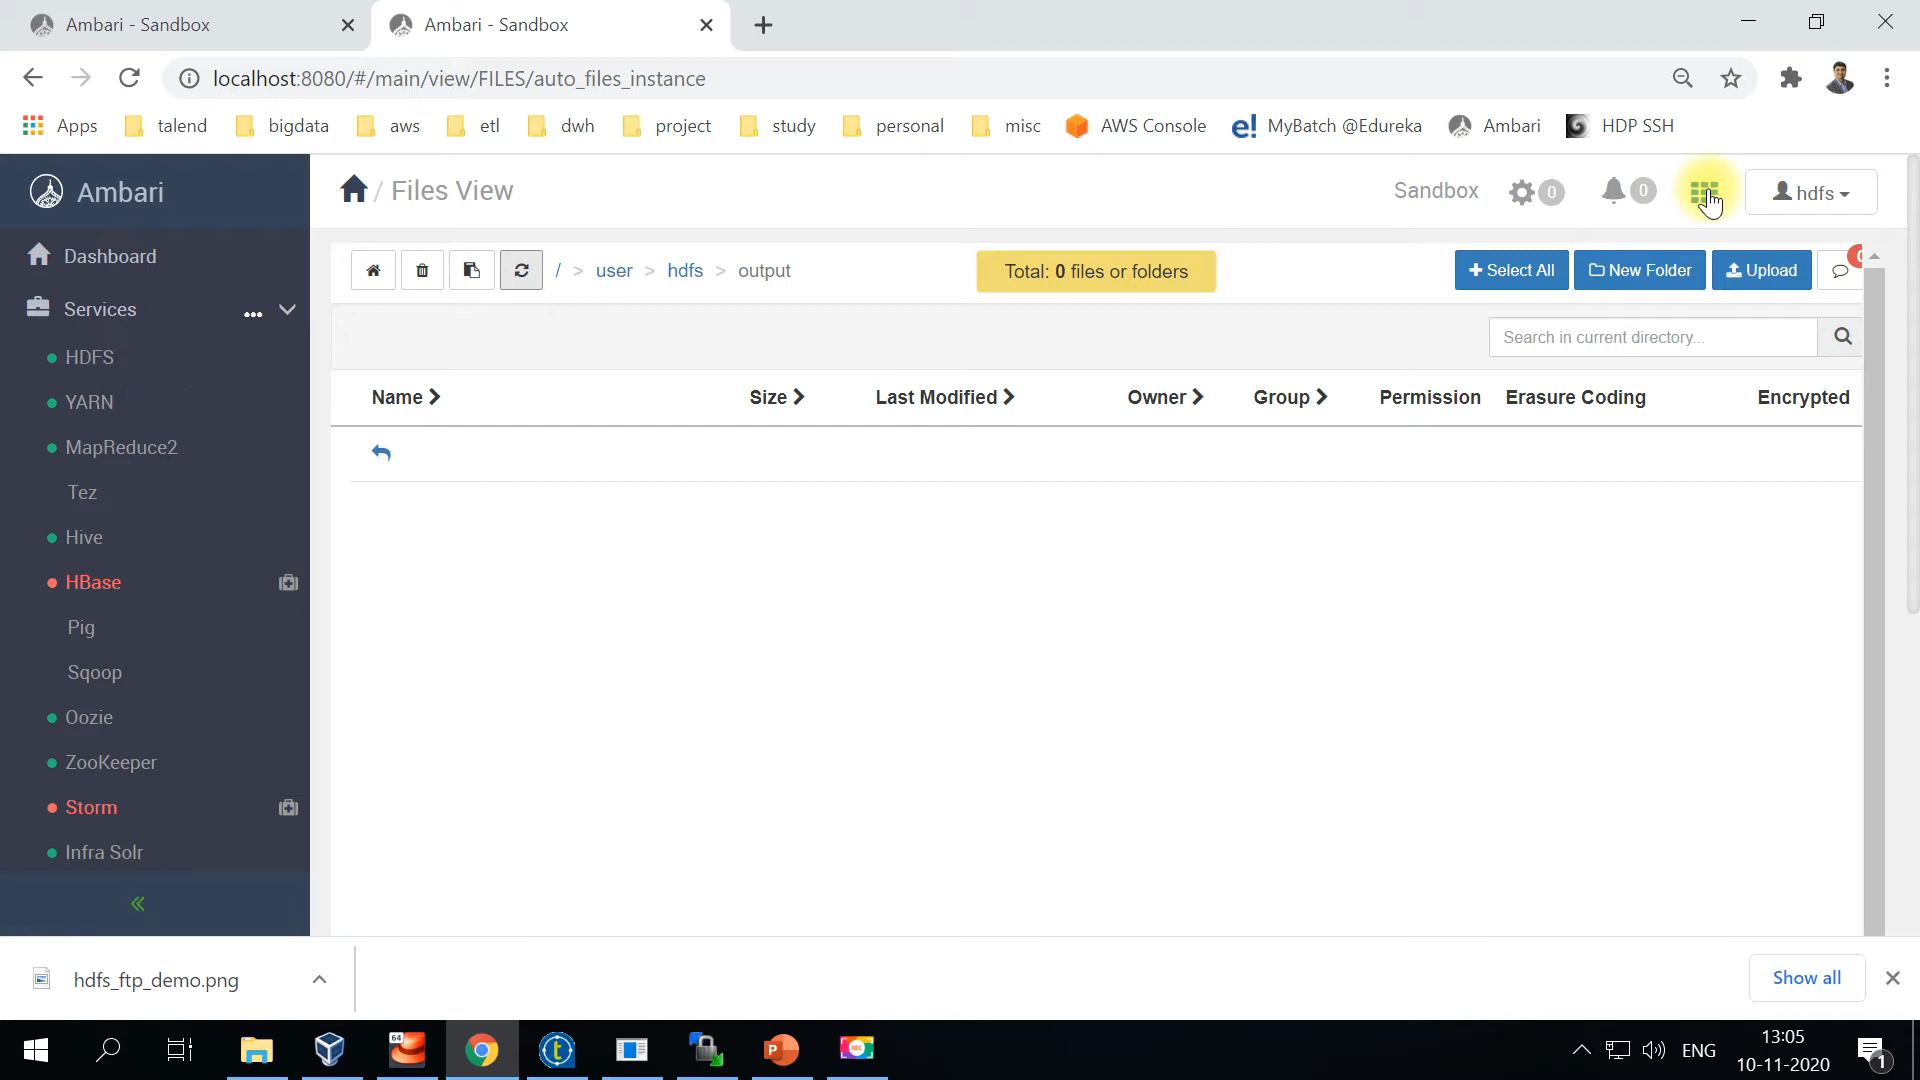 Ambari - Sandbox
Ambari - Sandbox
localhost:8080/#/main/view/FILES/auto_files_instance
Apps talend bigdata aws etl dwh project study personal misc AWS Console e! MyBatch @Edureka Ambari HDP SSH
Ambari
/ Files View
Sandbox 0 0 hdfs
Dashboard
Services ...
HDFS
YARN
MapReduce2
Tez
Hive
HBase
Pig
Sqoop
Oozie
ZooKeeper
Storm
Infra Solr
«
/ > user > hdfs > output
Total: 0 files or folders
+ Select All New Folder Upload
Search in current directory...
Name Size Last Modified Owner Group Permission Erasure Coding Encrypted
hdfs_ftp_demo.png
Show all
64
t
P
REC
ENG
13:05
10-11-2020
1